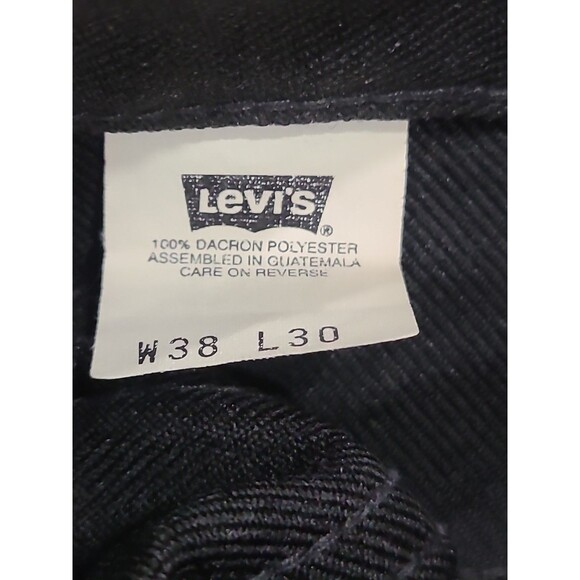 Levi's
®
100% DACRON POLYESTER
ASSEMBLED IN GUATEMALA
CARE ON REVERSE
W38 L30